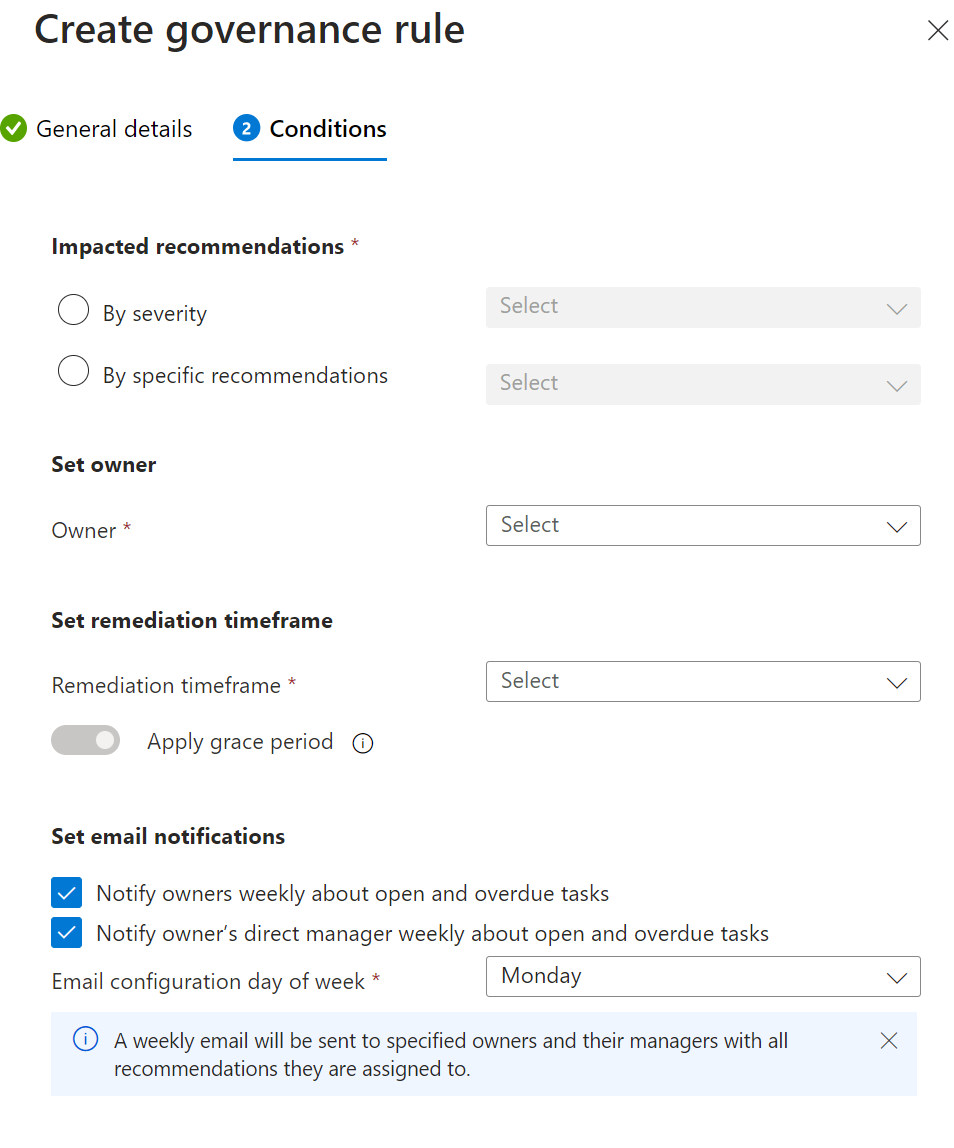 Create governance rule
General details
2 Conditions
Impacted recommendations *
By severity
Select
By specific recommendations
Select
Set owner
Owner *
Select
Set remediation timeframe
Remediation timeframe *
Select
Apply grace period
Set email notifications
Notify owners weekly about open and overdue tasks
Notify owner’s direct manager weekly about open and overdue tasks
Email configuration day of week *
Monday
A weekly email will be sent to specified owners and their managers with all
recommendations they are assigned to.